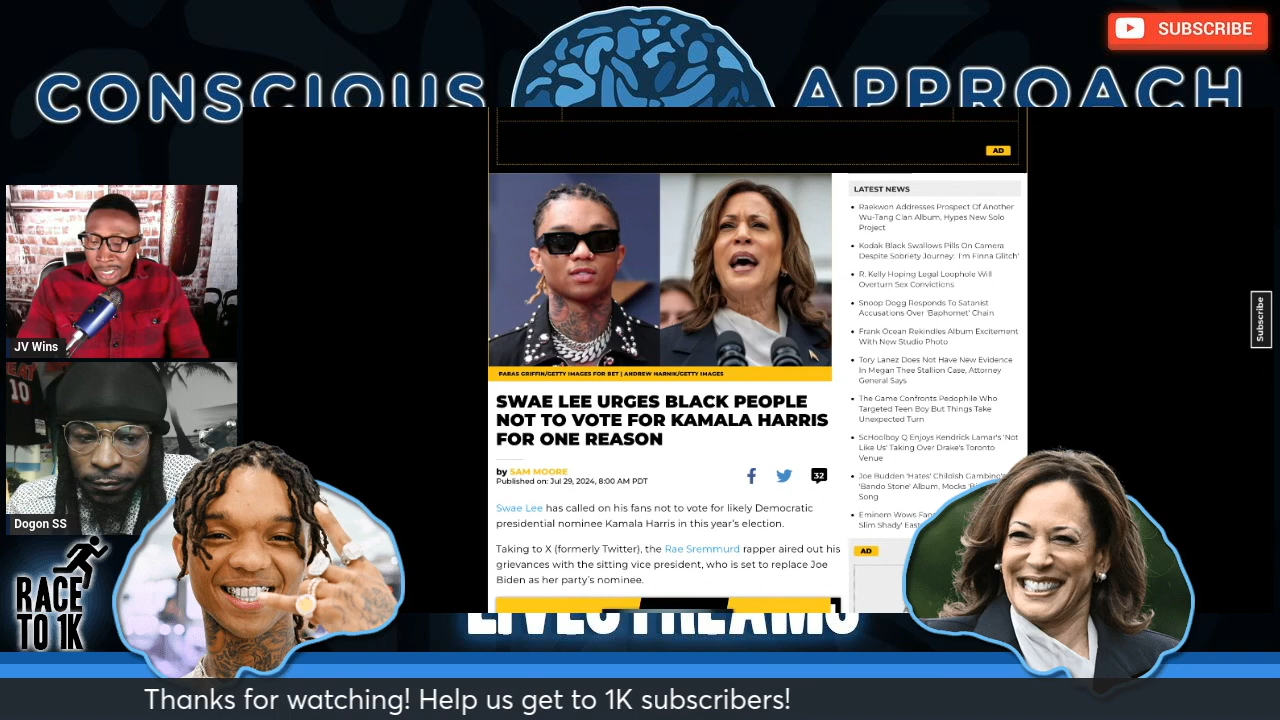 SUBSCRIBE
CONSCIOUS
APPROACH
AD
LATEST NEWS
Raekwon Addresses Prospect Of Another
Wu-Tang Clan Album, Hypes New Solo
Project
Kodak Black Swallows Pills On Camera
Despite Sobriety Journey: 'I'm Finna Glitch'
R. Kelly Hoping Legal Loophole Will
Overturn Sex Convictions
Snoop Dogg Responds To Satanist
Accusations Over 'Baphomet' Chain
Frank Ocean Rekindles Album Excitement
With New Studio Photo
Tory Lanez Does Not Have New Evidence
In Megan Thee Stallion Case, Attorney
General Says
The Game Confronts Pedophile Who
Targeted Teen Boy But Things Take
Unexpected Turn
ScHoolboy Q Enjoys Kendrick Lamar's 'Not
Like Us' Taking Over Drake's Toronto
Venue
Joe Budden 'Hates' Childish Gambino's
'Bando Stone' Album, Mocks
Song
Eminem Wows
Slim Shady'
AD
Subscribe
JV Wins
10
Dogon SS
PARAS GRIFFIN/GETTY IMAGES FOR BET | ANDREW HARNIK/GETTY IMAGES
SWAE LEE URGES BLACK PEOPLE
NOT TO VOTE FOR KAMALA HARRIS
FOR ONE REASON
by SAM MOORE
Published on: Jul 29, 2024, 8:00 AM PDT
32
Swae Lee has called on his fans not to vote for likely Democratic
presidential nominee Kamala Harris in this year's election.
Taking to X (formerly Twitter), the Rae Sremmurd rapper aired out his
grievances with the sitting vice president, who is set to replace Joe
Biden as her party's nominee.
RACE
TO 1K
LIVESTREAMS
Thanks for watching! Help us get to 1K subscribers!